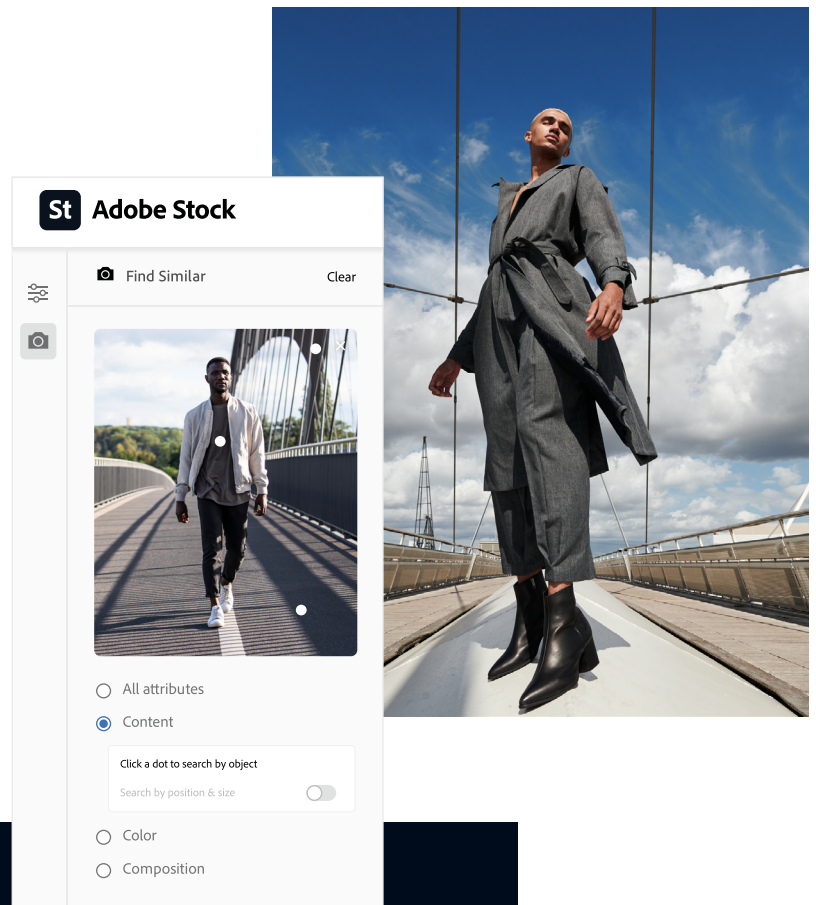 St Adobe Stock
Find Similar Clear
All attributes
Content
Click a dot to search by object
Search by position & size
Color
Composition